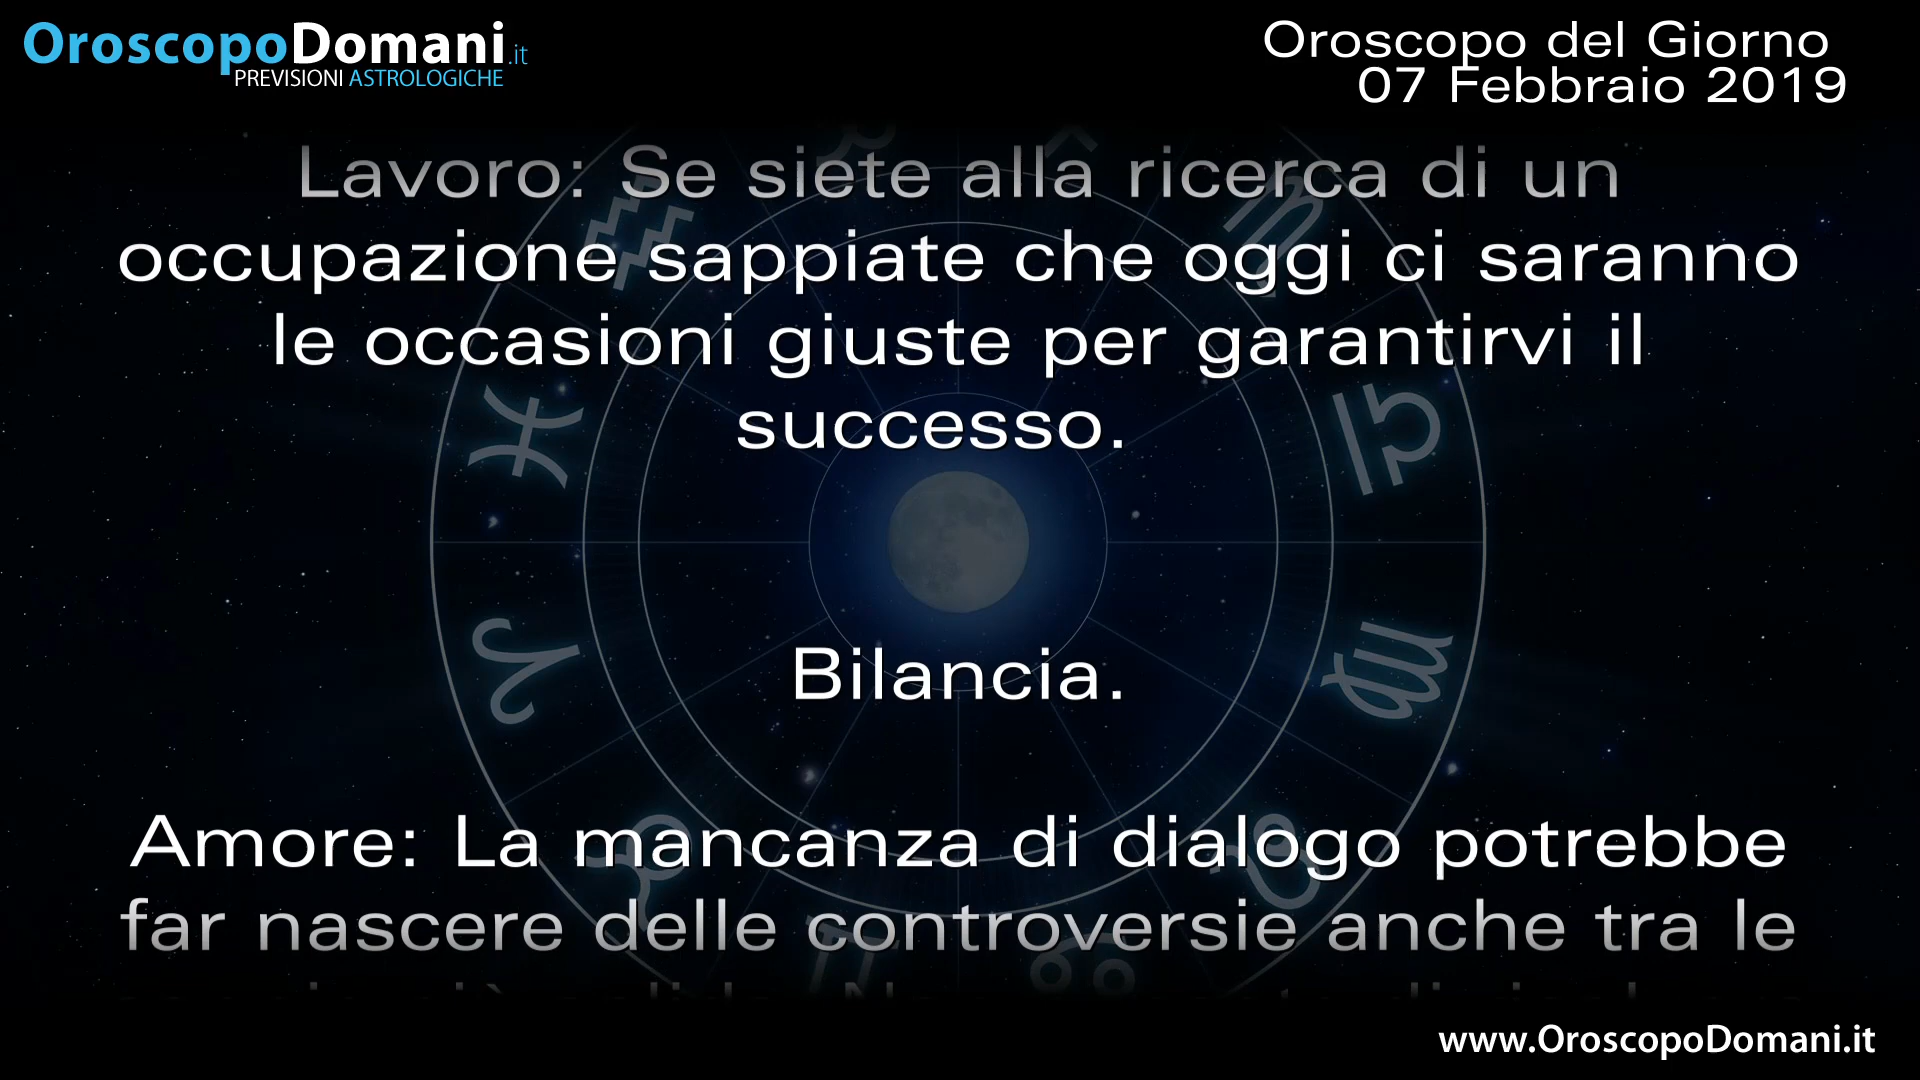 OroscopoDomani.it
PREVISIONI ASTROLOGICHE
Oroscopo del Giorno
07 Febbraio 2019
Lavoro: Se siete alla ricerca di un
occupazione sappiate che oggi ci saranno
le occasioni giuste per garantirvi il
successo.
Bilancia.
Amore: La mancanza di dialogo potrebbe
far nascere delle controversie anche tra le
www.OroscopoDomani.it